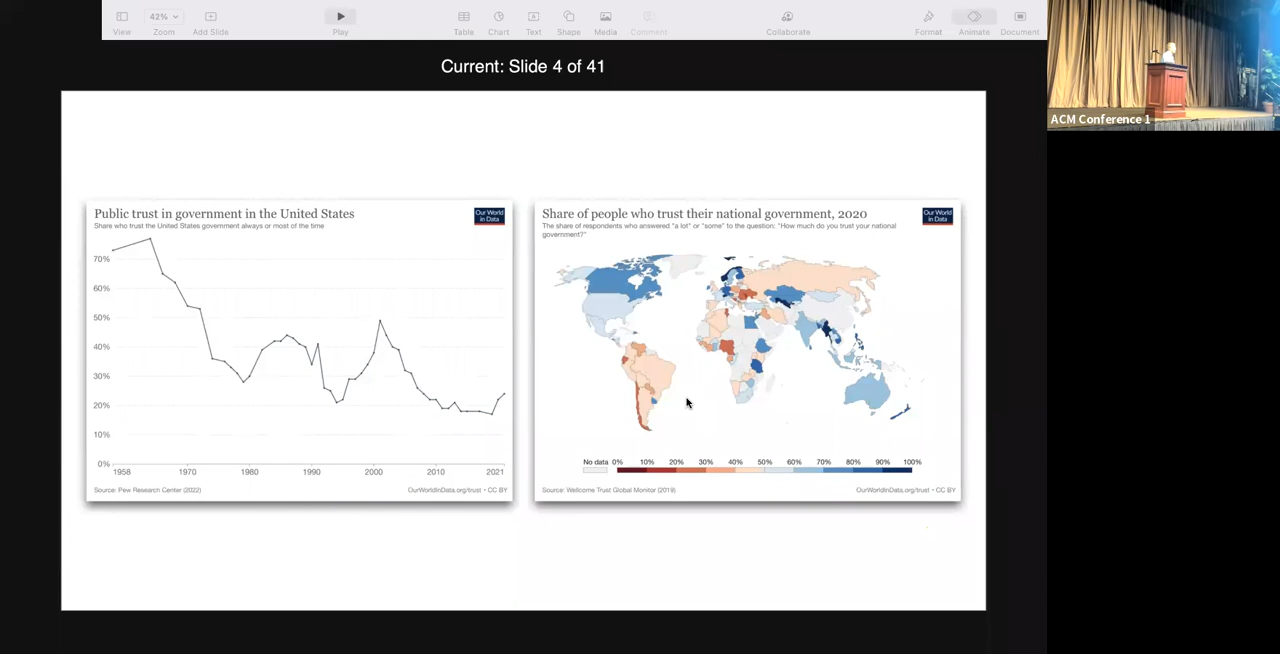 42%
View
Zoom
Add Slide
Play
Table
Chart
Text
Shape
Media
Comment
Collaborate
Format
Animate
Document
Current: Slide 4 of 41
ACM Conference 1
Public trust in government in the United States
Share who trust the United States government always or most of the time
Our World
in Data
70%
60%
50%
40%
30%
20%
10%
0%
1958
1970
1980
1990
2000
2010
2021
Source: Pew Research Center (2022)
OurWorldInData.org/trust • CC BY
Share of people who trust their national government, 2020
The share of respondents who answered "a lot" or "some" to the question: "How much do you trust your national
government?"
Our World
in Data
No data 0% 10% 20% 30% 40% 50% 60% 70% 80% 90% 100%
Source: Wellcome Trust Global Monitor (2019)
OurWorldInData.org/trust • CC BY